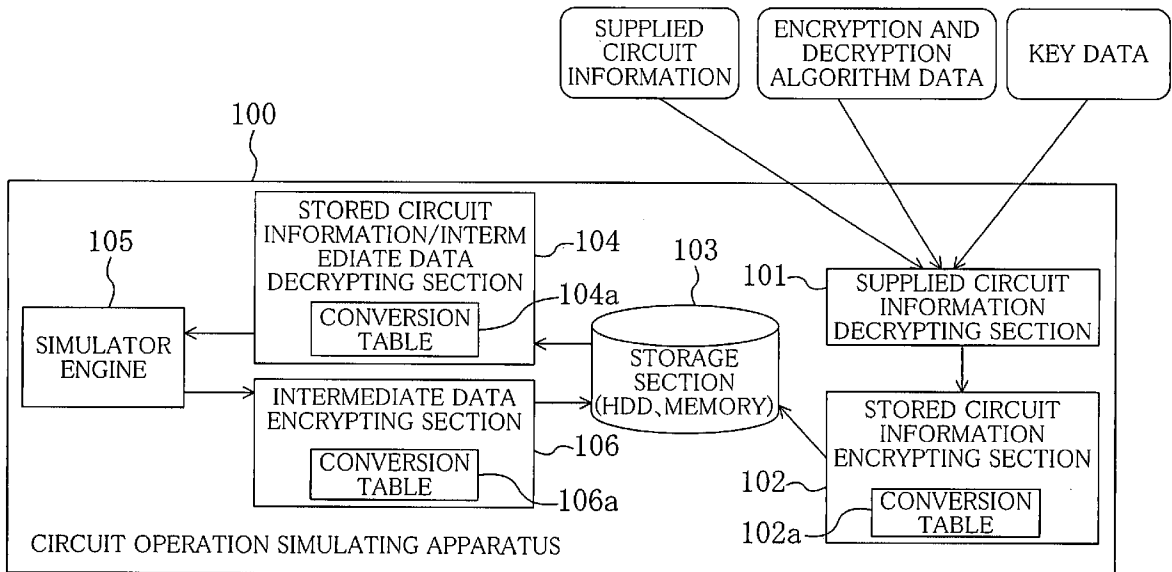 SUPPLIED
CIRCUIT
INFORMATION
ENCRYPTION AND
DECRYPTION
ALGORITHM DATA
KEY DATA
100
STORED CIRCUIT
INFORMATION/INTERM
EDIATE DATA
DECRYPTING SECTION
104
CONVERSION
TABLE
104a
105
SIMULATOR
ENGINE
INTERMEDIATE DATA
ENCRYPTING SECTION
106
CONVERSION
TABLE
106a
103
STORAGE
SECTION
(HDD、MEMORY)
101
SUPPLIED CIRCUIT
INFORMATION
DECRYPTING SECTION
STORED CIRCUIT
INFORMATION
ENCRYPTING SECTION
102
CONVERSION
TABLE
102a
CIRCUIT OPERATION SIMULATING APPARATUS